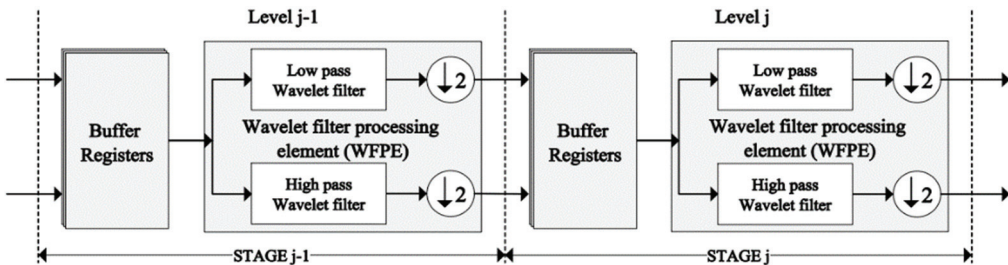 Level j-1
Level j
Low pass
Wavelet filter
2
Buffer
Registers
Wavelet filter processing
element (WFPE)
High pass
Wavelet filter
2
Low pass
Wavelet filter
2
Buffer
Registers
Wavelet filter processing
element (WFPE)
High pass
Wavelet filter
2
STAGE j-1
STAGE j